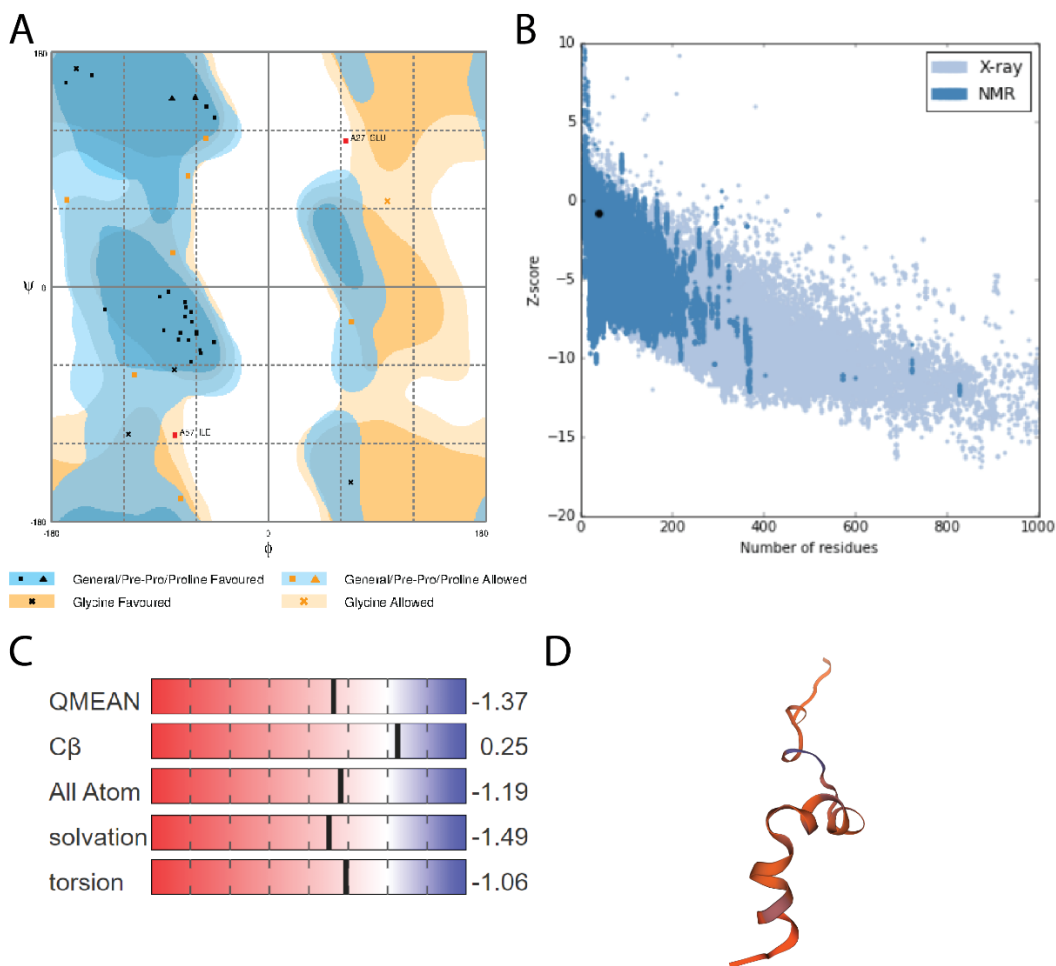 A
180
A27 GLU
ψ
0
A57 ILE
-180
-180
0
180
ϕ
General/Pre-Pro/Proline Favoured
General/Pre-Pro/Proline Allowed
Glycine Favoured
Glycine Allowed
B
10
5
0
−5
−10
−15
−20
Z-score
X-ray
NMR
0
200
400
600
800
1000
Number of residues
C
QMEAN -1.37
Cβ 0.25
All Atom -1.19
solvation -1.49
torsion -1.06
D